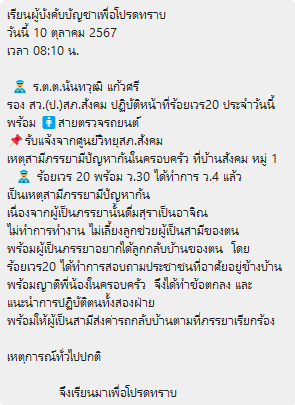 เรียนผู้บังคับบัญชาเพื่อโปรดทราบ
วันนี้ 10 ตุลาคม 2567
เวลา 08:10 น.
ร.ต.ต.นันทวุฒิ แก้วศรี
รอง สว.(ป.)สภ.สังคม ปฏิบัติหน้าที่ร้อยเวร20 ประจำวันนี้
พร้อม 🚹สายตรวจรถยนต์
📌รับแจ้งจากศูนย์วิทยุสภ.สังคม
เหตุสามีภรรยามีปัญหากันในครอบครัว ที่บ้านสังคม หมู่ 1
ร้อยเวร 20 พร้อม ว.30 ได้ทำการ ว.4 แล้ว
เป็นเหตุสามีภรรยามีปัญหากัน
เนื่องจากผู้เป็นภรรยานั้นดื่มสุราเป็นอาจิณ
ไม่ทำการทำงาน ไม่เลี้ยงลูกช่วยผู้เป็นสามีของตน
พร้อมผู้เป็นภรรยาอยากได้ลูกกลับบ้านของตน โดย
ร้อยเวร20 ได้ทำการสอบถามประชาชนที่อาศัยอยู่ข้างบ้าน
พร้อมญาติพี่น้องในครอบครัว จึงได้ทำข้อตกลง และ
แนะนำการปฏิบัติตนทั้งสองฝ่าย
พร้อมให้ผู้เป็นสามีส่งค่ารถกลับบ้านตามที่ภรรยาเรียกร้อง
เหตุการณ์ทั่วไปปกติ
จึงเรียนมาเพื่อโปรดทราบ